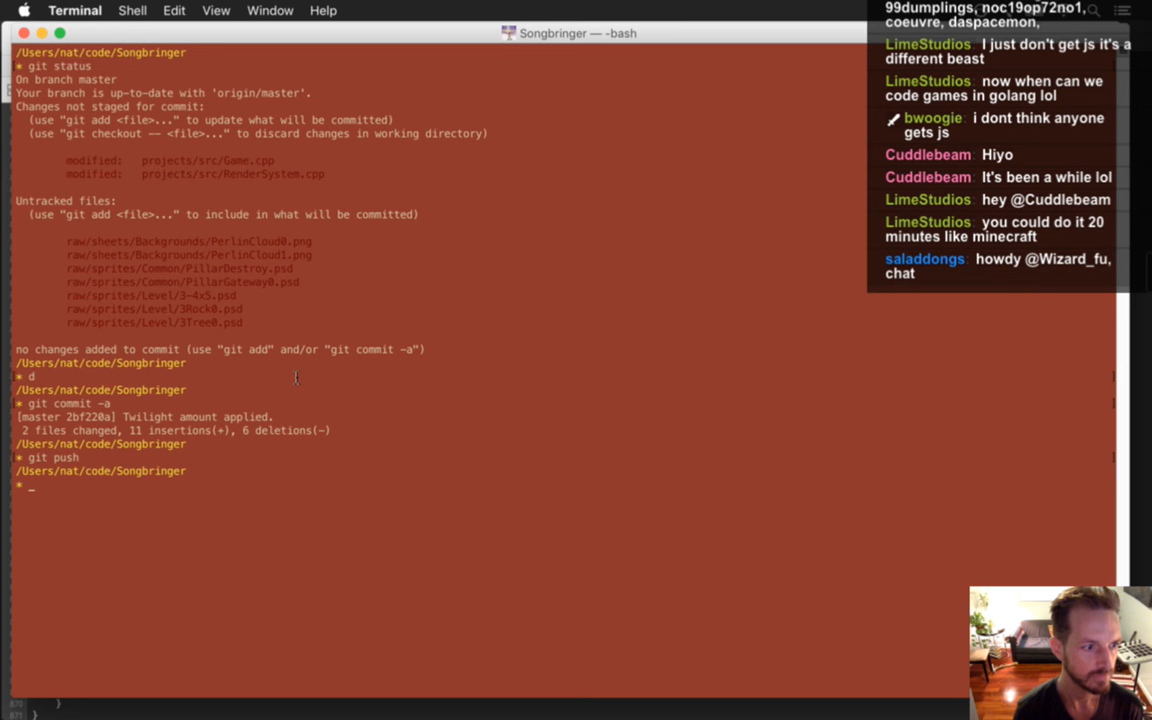 Terminal Shell Edit View Window Help
Songbringer — -bash
/Users/nat/code/Songbringer
* git status
On branch master
Your branch is up-to-date with 'origin/master'.
Changes not staged for commit:
(use "git add <file>..." to update what will be committed)
(use "git checkout -- <file>..." to discard changes in working directory)
modified: projects/src/Game.cpp
modified: projects/src/RenderSystem.cpp
Untracked files:
(use "git add <file>..." to include in what will be committed)
raw/sheets/Backgrounds/PerlinCloud0.png
raw/sheets/Backgrounds/PerlinCloud1.png
raw/sprites/Common/PillarDestroy.psd
raw/sprites/Common/PillarGateway0.psd
raw/sprites/Level/3-4x5.psd
raw/sprites/Level/3Rock0.psd
raw/sprites/Level/3Tree0.psd
no changes added to commit (use "git add" and/or "git commit -a")
/Users/nat/code/Songbringer
* d
/Users/nat/code/Songbringer
* git commit -a
[master 2bf220a] Twilight amount applied.
2 files changed, 11 insertions(+), 6 deletions(-)
/Users/nat/code/Songbringer
* git push
/Users/nat/code/Songbringer
* _
99dumplings, noc19op72no1,
coeuvre, daspacemon,
LimeStudios: I just don't get js it's a
different beast
LimeStudios: now when can we
code games in golang lol
bwoogie: i dont think anyone
gets js
Cuddlebeam: Hiyo
Cuddlebeam: It's been a while lol
LimeStudios: hey @Cuddlebeam
LimeStudios: you could do it 20
minutes like minecraft
saladdongs: howdy @Wizard_fu,
chat
870 }
871 }